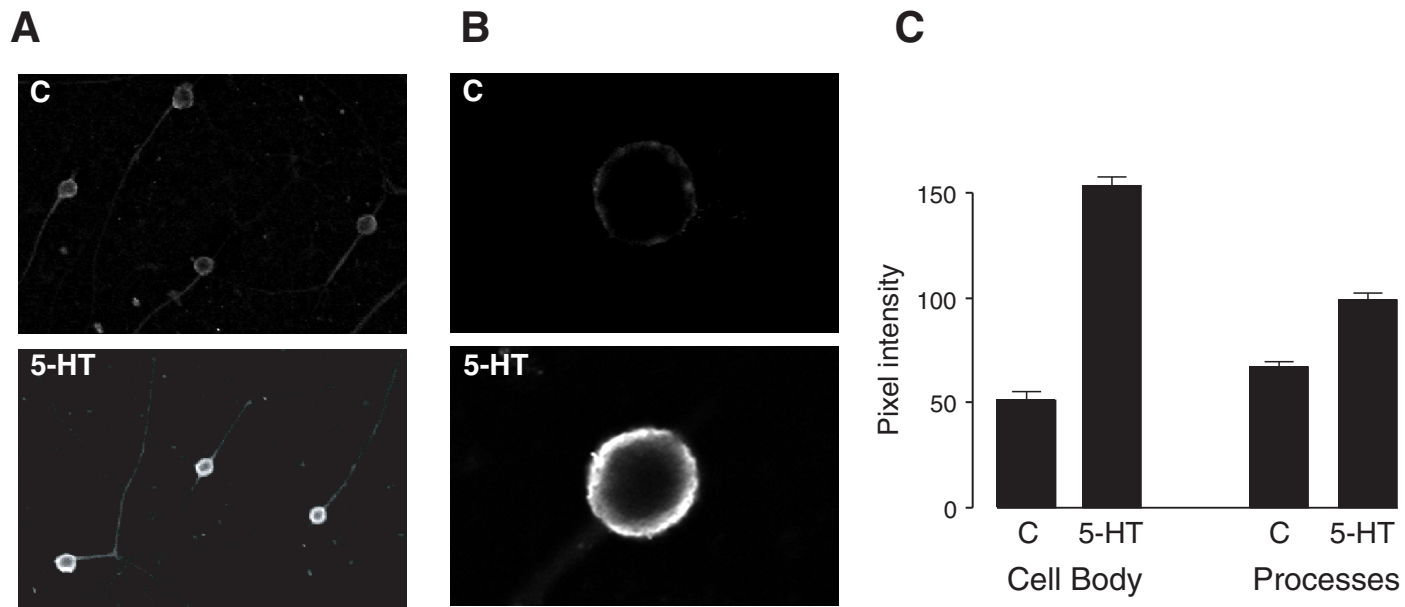 A
B
C
C
C
5-HT
5-HT
Pixel intensity
150
100
50
0
C 5-HT C 5-HT
Cell Body Processes